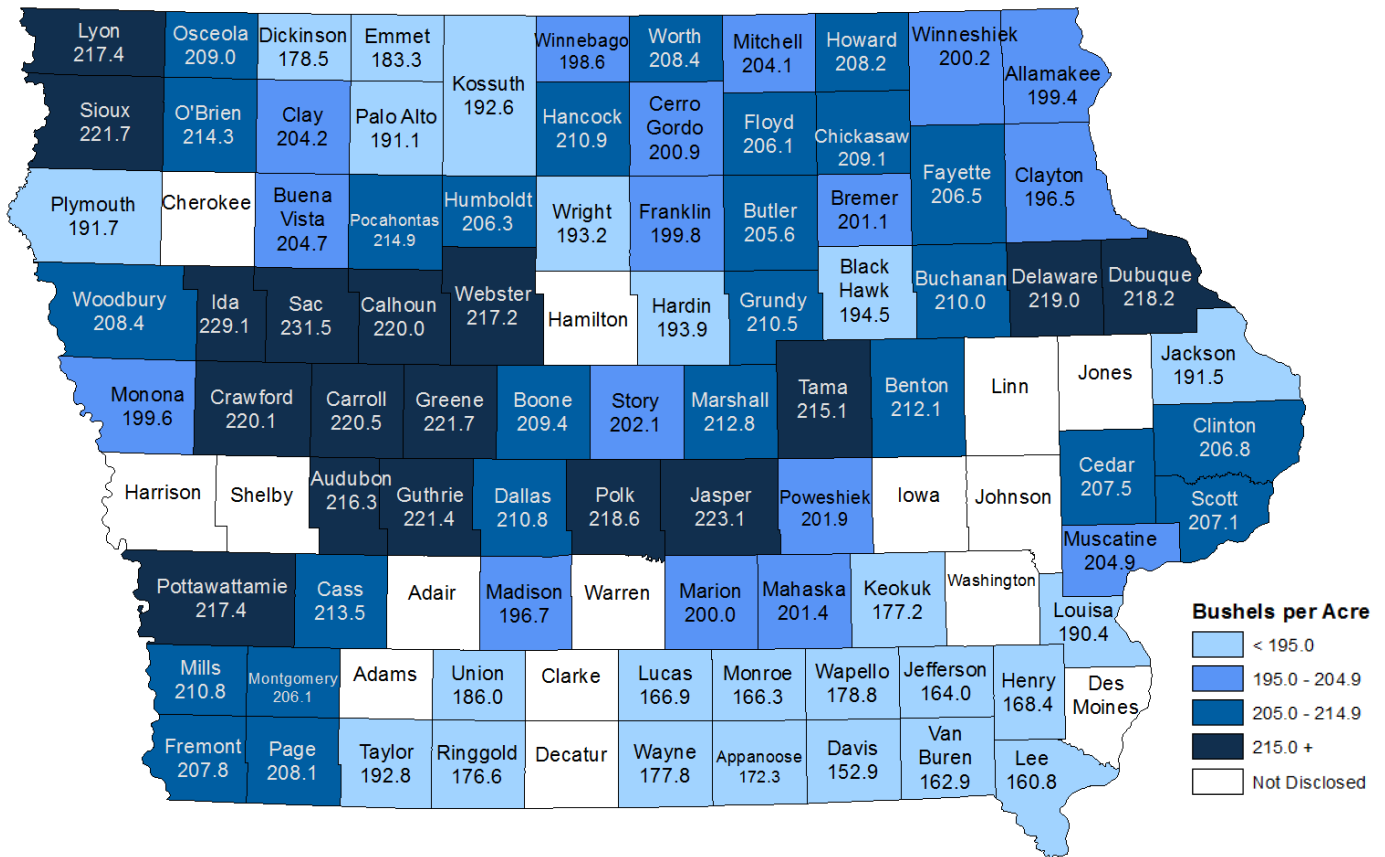 Lyon
217.4
Osceola
209.0
Dickinson
178.5
Emmet
183.3
Kossuth
192.6
Winnebago
198.6
Worth
208.4
Mitchell
204.1
Howard
208.2
Winneshiek
200.2
Allamakee
199.4
Sioux
221.7
O'Brien
214.3
Clay
204.2
Palo Alto
191.1
Hancock
210.9
Cerro
Gordo
200.9
Floyd
206.1
Chickasaw
209.1
Fayette
206.5
Clayton
196.5
Plymouth
191.7
Cherokee
Buena
Vista
204.7
Pocahontas
214.9
Humboldt
206.3
Wright
193.2
Franklin
199.8
Butler
205.6
Bremer
201.1
Woodbury
208.4
Ida
229.1
Sac
231.5
Calhoun
220.0
Webster
217.2
Hamilton
Hardin
193.9
Grundy
210.5
Black
Hawk
194.5
Buchanan
210.0
Delaware
219.0
Dubuque
218.2
Monona
199.6
Crawford
220.1
Carroll
220.5
Greene
221.7
Boone
209.4
Story
202.1
Marshall
212.8
Tama
215.1
Benton
212.1
Linn
Jones
Jackson
191.5
Clinton
206.8
Harrison
Shelby
Audubon
216.3
Guthrie
221.4
Dallas
210.8
Polk
218.6
Jasper
223.1
Poweshiek
201.9
Iowa
Johnson
Cedar
207.5
Scott
207.1
Muscatine
204.9
Pottawattamie
217.4
Cass
213.5
Adair
Madison
196.7
Warren
Marion
200.0
Mahaska
201.4
Keokuk
177.2
Washington
Louisa
190.4
Mills
210.8
Montgomery
206.1
Adams
Union
186.0
Clarke
Lucas
166.9
Monroe
166.3
Wapello
178.8
Jefferson
164.0
Henry
168.4
Des
Moines
Fremont
207.8
Page
208.1
Taylor
192.8
Ringgold
176.6
Decatur
Wayne
177.8
Appanoose
172.3
Davis
152.9
Van
Buren
162.9
Lee
160.8
Bushels per Acre
< 195.0
195.0 - 204.9
205.0 - 214.9
215.0 +
Not Disclosed